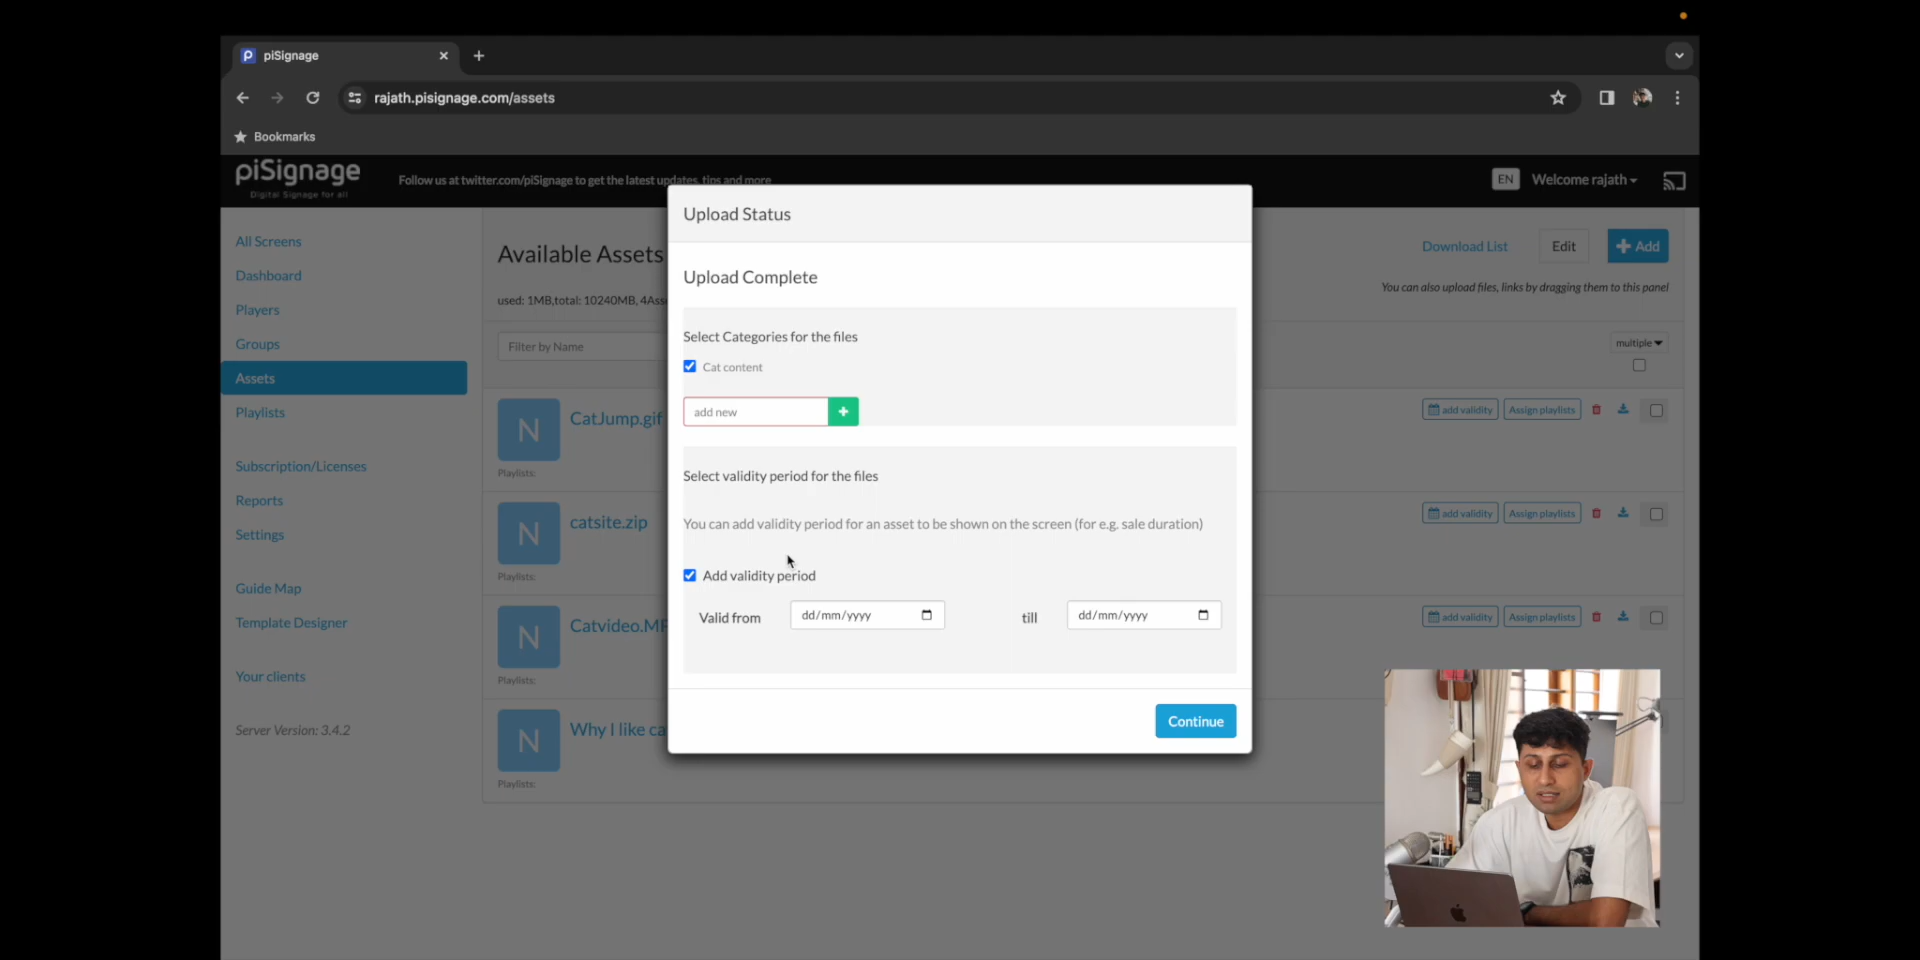 piSignage
rajath.pisignage.com/assets
Bookmarks
piSignage
Digital Signage for all
Follow us at twitter.com/piSignage to get the latest updates, tips and more
EN
Welcome rajath
All Screens
Dashboard
Players
Groups
Assets
Playlists
Subscription/Licenses
Reports
Settings
Guide Map
Template Designer
Your clients
Server Version: 3.4.2
Available Assets
Download List
Edit
Add
used: 1MB,total: 10240MB, 4Ass
You can also upload files, links by dragging them to this panel
Filter by Name
multiple
N
CatJump.gif
Playlists:
add validity
Assign playlists
N
catsite.zip
Playlists:
add validity
Assign playlists
N
Catvideo.MP
Playlists:
add validity
Assign playlists
N
Why I like ca
Playlists:
Upload Status
Upload Complete
Select Categories for the files
Cat content
add new
Select validity period for the files
You can add validity period for an asset to be shown on the screen (for e.g. sale duration)
Add validity period
Valid from
dd/mm/yyyy
till
dd/mm/yyyy
Continue